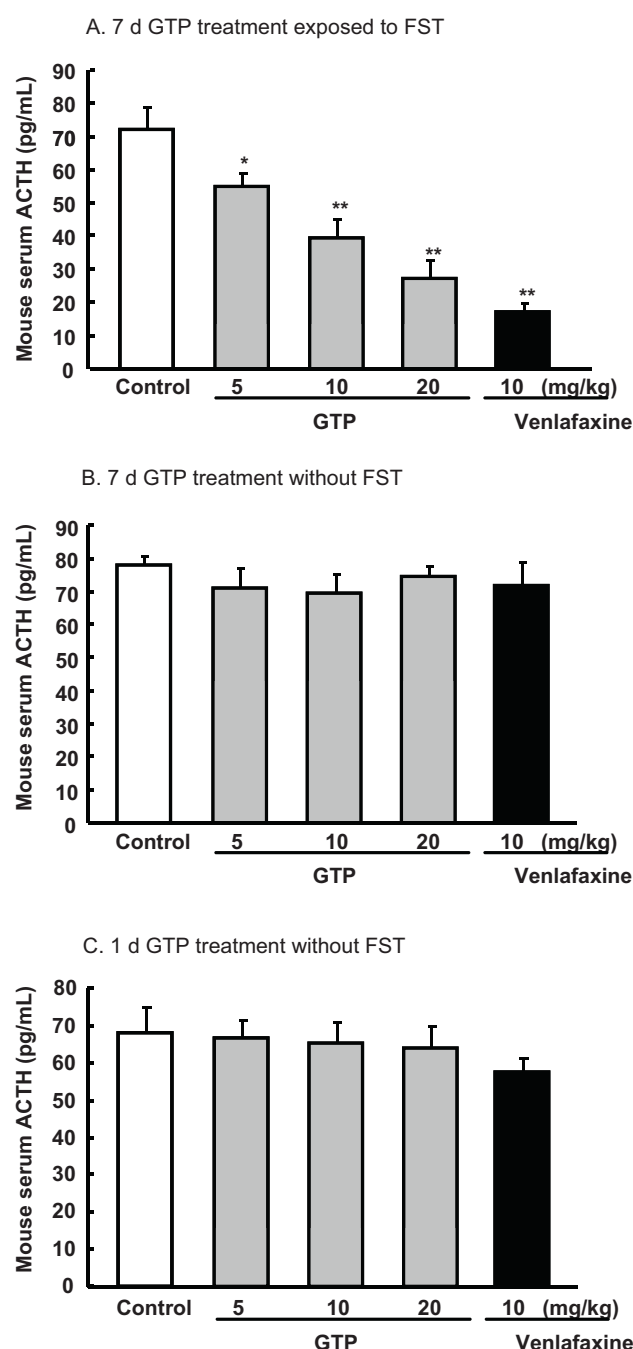 A. 7 d GTP treatment exposed to FST
Mouse serum ACTH (pg/mL)
90
80
70
60
50
40
30
20
10
0
*
**
**
**
Control 5 10 20 10 (mg/kg)
GTP Venlafaxine
B. 7 d GTP treatment without FST
Mouse serum ACTH (pg/mL)
90
80
70
60
50
40
30
20
10
0
Control 5 10 20 10 (mg/kg)
GTP Venlafaxine
C. 1 d GTP treatment without FST
Mouse serum ACTH (pg/mL)
80
70
60
50
40
30
20
10
0
Control 5 10 20 10 (mg/kg)
GTP Venlafaxine